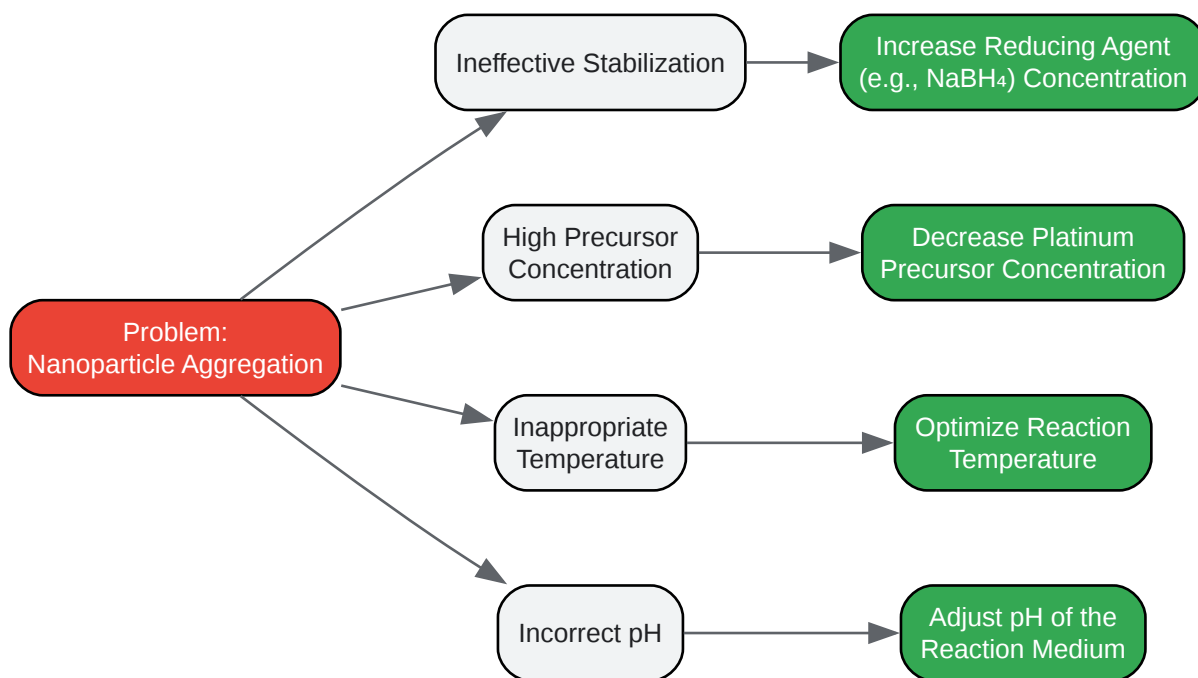 Ineffective Stabilization
Increase Reducing Agent
(e.g., NaBH₄) Concentration
High Precursor
Concentration
Decrease Platinum
Precursor Concentration
Problem:
Nanoparticle Aggregation
Inappropriate
Temperature
Optimize Reaction
Temperature
Incorrect pH
Adjust pH of the
Reaction Medium